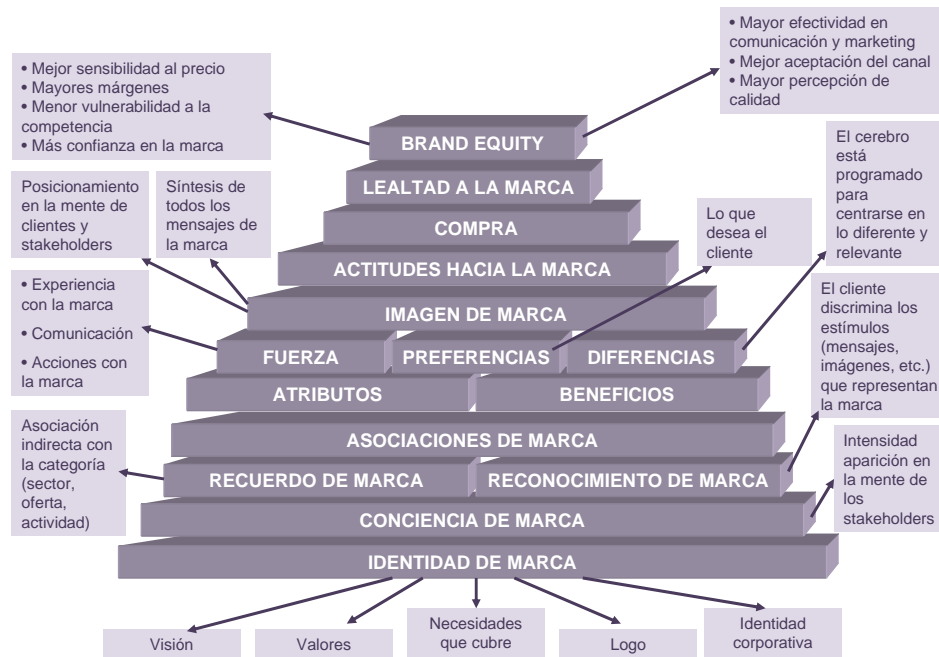 • Mejor sensibilidad al precio
• Mayores márgenes
• Menor vulnerabilidad a la
competencia
• Más confianza en la marca
• Mayor efectividad en
comunicación y marketing
• Mejor aceptación del canal
• Mayor percepción de
calidad
BRAND EQUITY
LEALTAD A LA MARCA
COMPRA
ACTITUDES HACIA LA MARCA
IMAGEN DE MARCA
FUERZA
PREFERENCIAS
DIFERENCIAS
ATRIBUTOS
BENEFICIOS
ASOCIACIONES DE MARCA
RECUERDO DE MARCA
RECONOCIMIENTO DE MARCA
CONCIENCIA DE MARCA
IDENTIDAD DE MARCA
Posicionamiento
en la mente de
clientes y
stakeholders
Síntesis de
todos los
mensajes de
la marca
• Experiencia
con la marca
• Comunicación
• Acciones con
la marca
Asociación
indirecta con
la categoría
(sector,
oferta,
actividad)
Lo que
desea el
cliente
El cerebro
está
programado
para
centrarse en
lo diferente y
relevante
El cliente
discrimina los
estímulos
(mensajes,
imágenes, etc.)
que representan
la marca
Intensidad
aparición en
la mente de
los
stakeholders
Visión
Valores
Necesidades
que cubre
Logo
Identidad
corporativa